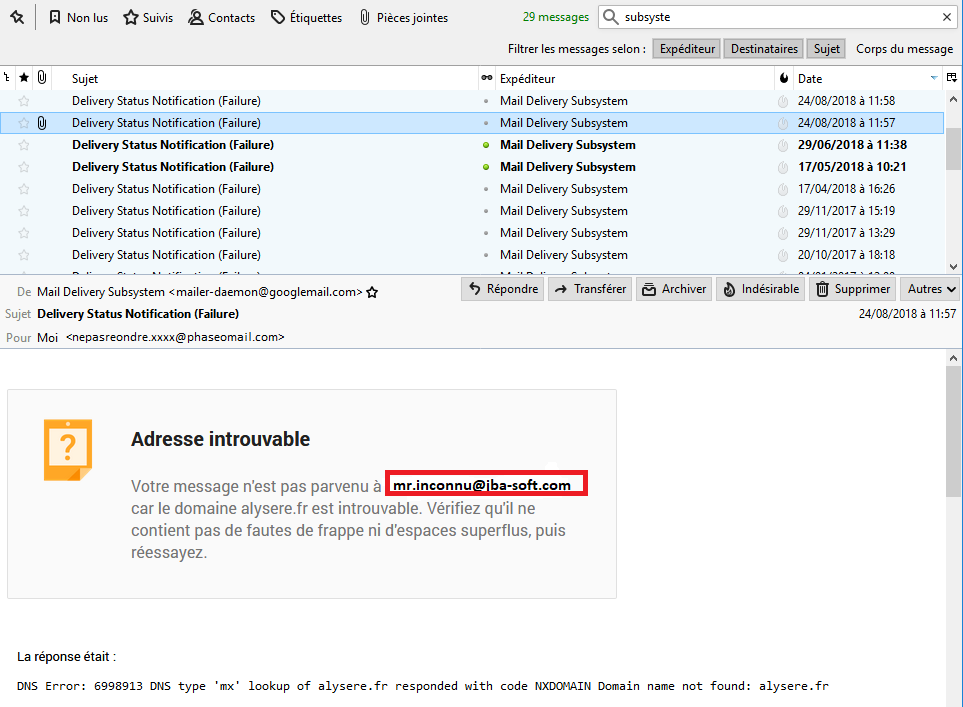 Non lus Suivis Contacts Étiquettes Pièces jointes 29 messages subsyste
Filtrer les messages selon : Expéditeur Destinataires Sujet Corps du message
Sujet Expéditeur Date
Delivery Status Notification (Failure) Mail Delivery Subsystem 24/08/2018 à 11:58
Delivery Status Notification (Failure) Mail Delivery Subsystem 24/08/2018 à 11:57
Delivery Status Notification (Failure) Mail Delivery Subsystem 29/06/2018 à 11:38
Delivery Status Notification (Failure) Mail Delivery Subsystem 17/05/2018 à 10:21
Delivery Status Notification (Failure) Mail Delivery Subsystem 17/04/2018 à 16:26
Delivery Status Notification (Failure) Mail Delivery Subsystem 29/11/2017 à 15:19
Delivery Status Notification (Failure) Mail Delivery Subsystem 29/11/2017 à 13:29
Delivery Status Notification (Failure) Mail Delivery Subsystem 20/10/2017 à 18:18
De Mail Delivery Subsystem <mailer-daemon@googlemail.com> Répondre Transférer Archiver Indésirable Supprimer Autres
Sujet Delivery Status Notification (Failure) 24/08/2018 à 11:57
Pour Moi <nepasreondre.xxxx@phaseomail.com>
?
Adresse introuvable
Votre message n'est pas parvenu à mr.inconnu@jba-soft.com
car le domaine alysere.fr est introuvable. Vérifiez qu'il ne
contient pas de fautes de frappe ni d'espaces superflus, puis
réessayez.
La réponse était :
DNS Error: 6998913 DNS type 'mx' lookup of alysere.fr responded with code NXDOMAIN Domain name not found: alysere.fr